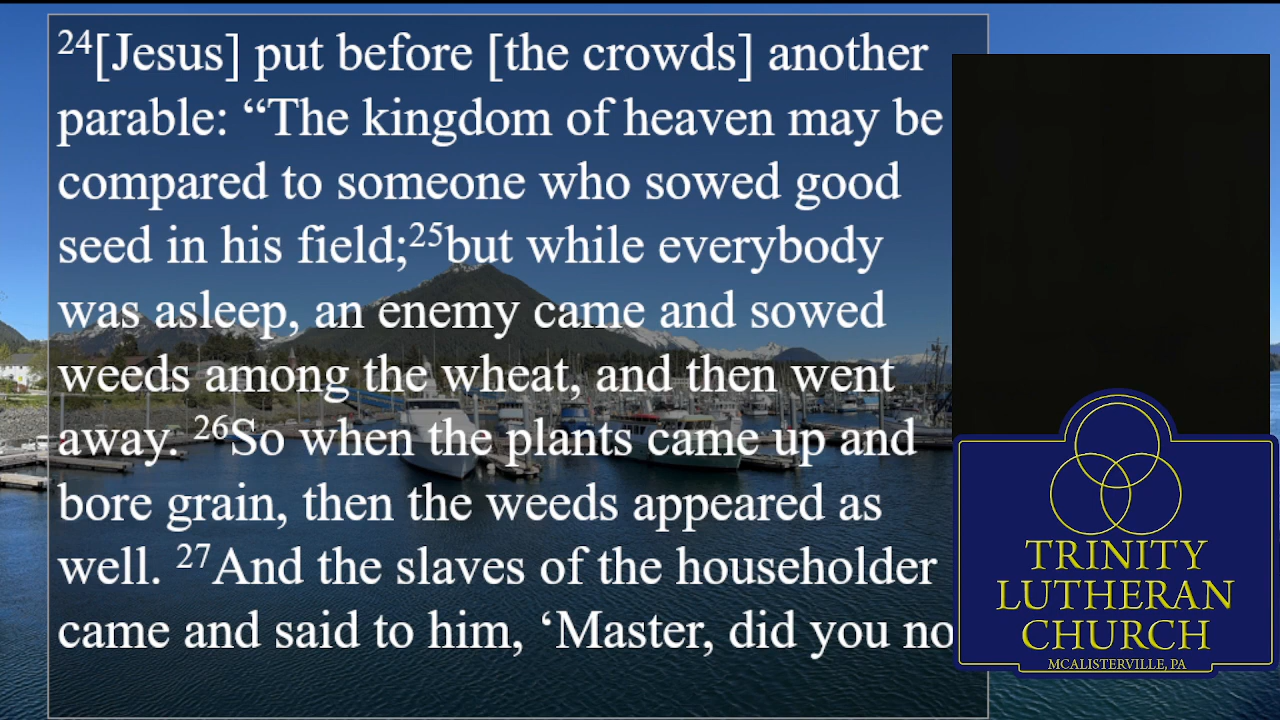 24[Jesus] put before [the crowds] another
parable: “The kingdom of heaven may be
compared to someone who sowed good
seed in his field;25but while everybody
was asleep, an enemy came and sowed
weeds among the wheat, and then went
away. 26So when the plants came up and
bore grain, then the weeds appeared as
well. 27And the slaves of the householder
came and said to him, ‘Master, did you no
TRINITY
LUTHERAN
CHURCH
MCALISTERVILLE, PA